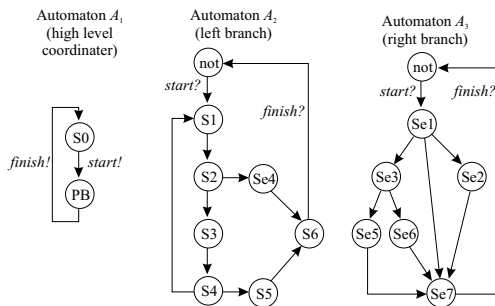 Automaton A₁
(high level
coordinater)
finish!
S0
start!
PB
Automaton A₂
(left branch)
not
start?
finish?
S1
S2
Se4
S3
S6
S4
S5
Automaton A₃
(right branch)
not
start?
finish?
Se1
Se3
Se2
Se5
Se6
Se7